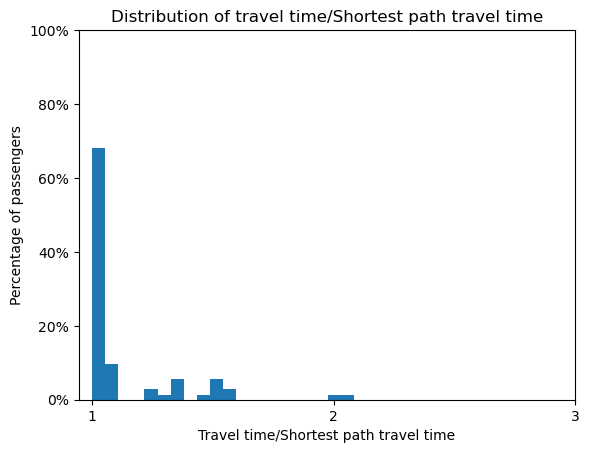 Distribution of travel time/Shortest path travel time
100%
80%
60%
40%
20%
0%
Percentage of passengers
1 2 3
Travel time/Shortest path travel time